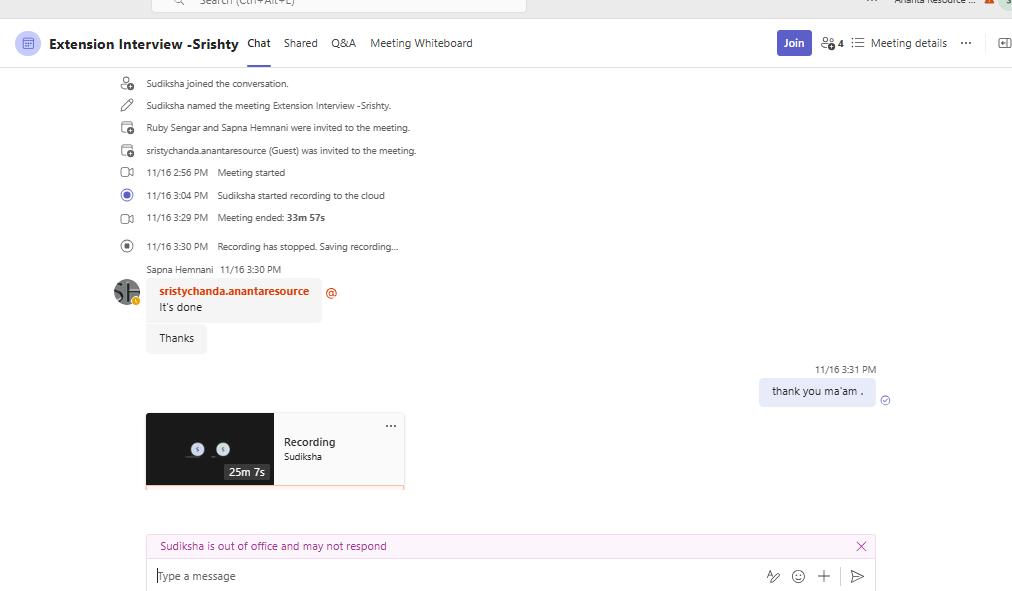 Search (Ctrl+Alt+E)
Ananta Resource ...
Extension Interview -Srishty
Chat
Shared
Q&A
Meeting Whiteboard
Join
4
Meeting details
Sudiksha joined the conversation.
Sudiksha named the meeting Extension Interview -Srishty.
Ruby Sengar and Sapna Hemnani were invited to the meeting.
sristychanda.anantaresource (Guest) was invited to the meeting.
11/16 2:56 PM Meeting started
11/16 3:04 PM Sudiksha started recording to the cloud
11/16 3:29 PM Meeting ended: 33m 57s
11/16 3:30 PM Recording has stopped. Saving recording...
Sapna Hemnani 11/16 3:30 PM
SH
sristychanda.anantaresource
@
It's done
Thanks
11/16 3:31 PM
thank you ma'am .
S S
25m 7s
Recording
Sudiksha
Sudiksha is out of office and may not respond
Type a message